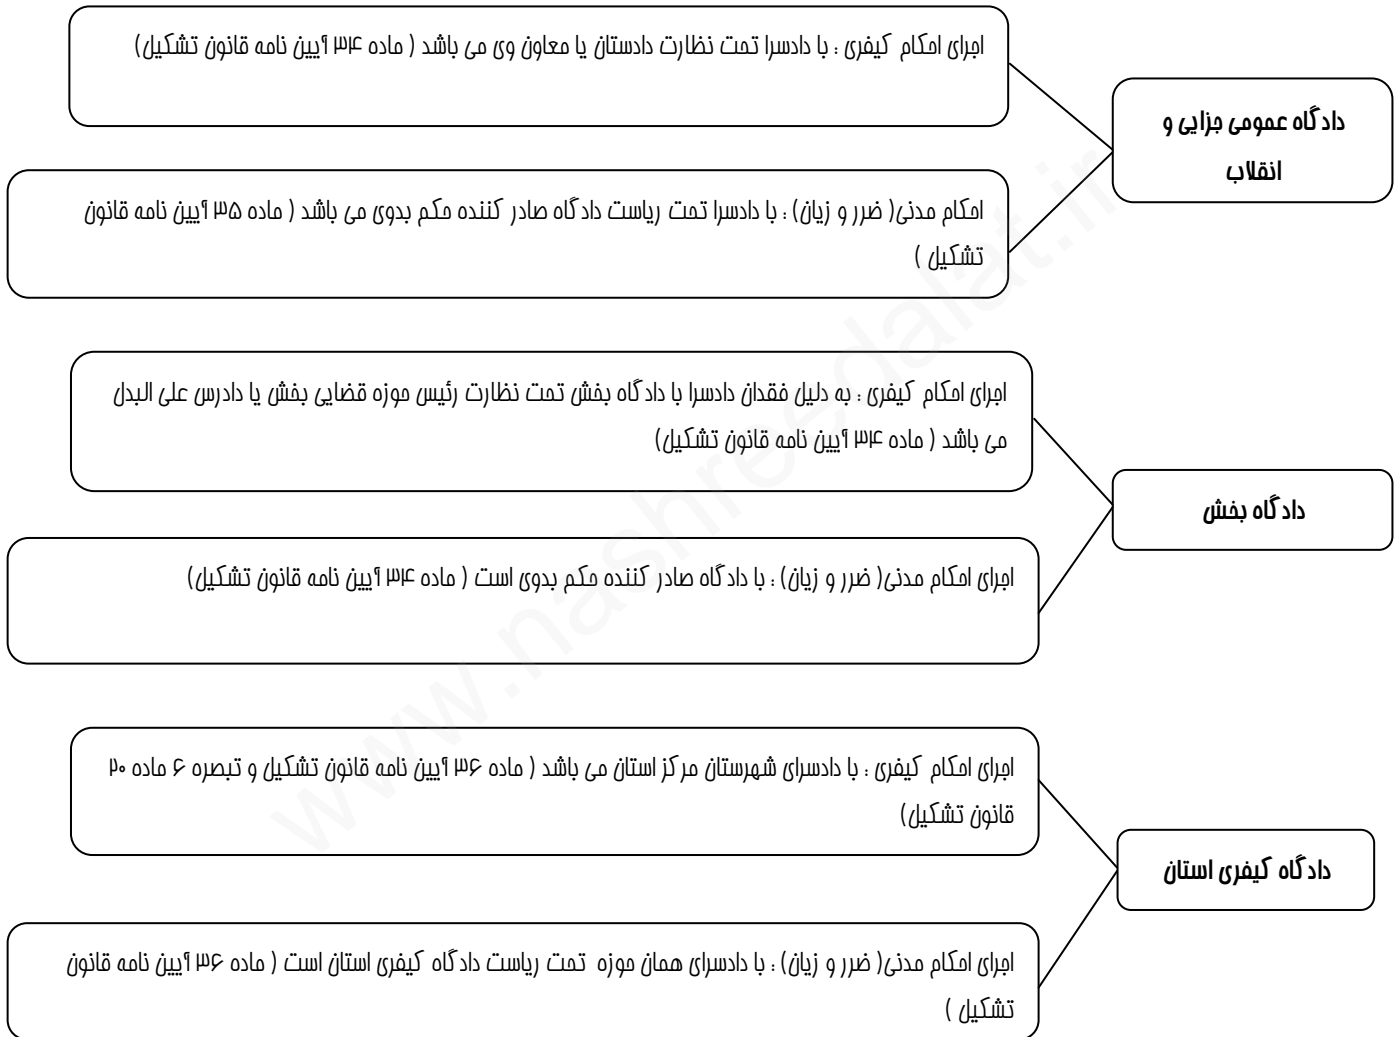 اجرای احکام کیفری : با دادسرا تحت نظارت دادستان یا معاون وی می باشد ( ماده ۳۴ آیین نامه قانون تشکیل)
دادگاه عمومی جزایی و
انقلاب
احکام مدنی( ضرر و زیان) : با دادسرا تحت ریاست دادگاه صادر کننده حکم بدوی می باشد ( ماده ۳۵ آیین نامه قانون
تشکیل )
اجرای احکام کیفری : به دلیل فقدان دادسرا با دادگاه بخش تحت نظارت رئیس حوزه قضایی بخش یا دادرس علی البدل
می باشد ( ماده ۳۴ آیین نامه قانون تشکیل)
دادگاه بخش
اجرای احکام مدنی( ضرر و زیان) : با دادگاه صادر کننده حکم بدوی است ( ماده ۳۴ آیین نامه قانون تشکیل)
اجرای احکام کیفری : با دادسرای شهرستان مرکز استان می باشد ( ماده ۳۶ آیین نامه قانون تشکیل و تبصره ۶ ماده ۲۰
قانون تشکیل)
دادگاه کیفری استان
اجرای احکام مدنی( ضرر و زیان) : با دادسرای همان حوزه تحت ریاست دادگاه کیفری استان است ( ماده ۳۶ آیین نامه قانون
تشکیل )
www.nashreedalat.ir